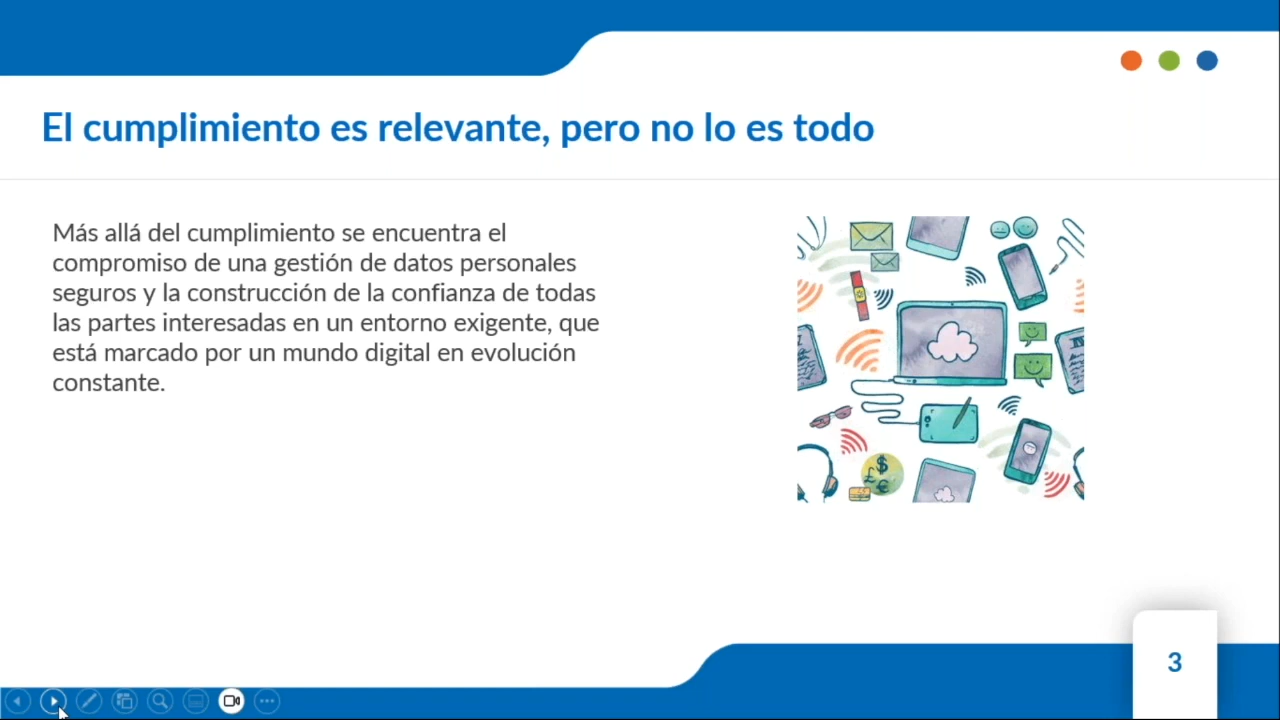 El cumplimiento es relevante, pero no lo es todo
Más allá del cumplimiento se encuentra el
compromiso de una gestión de datos personales
seguros y la construcción de la confianza de todas
las partes interesadas en un entorno exigente, que
está marcado por un mundo digital en evolución
constante.
$
£
€
3